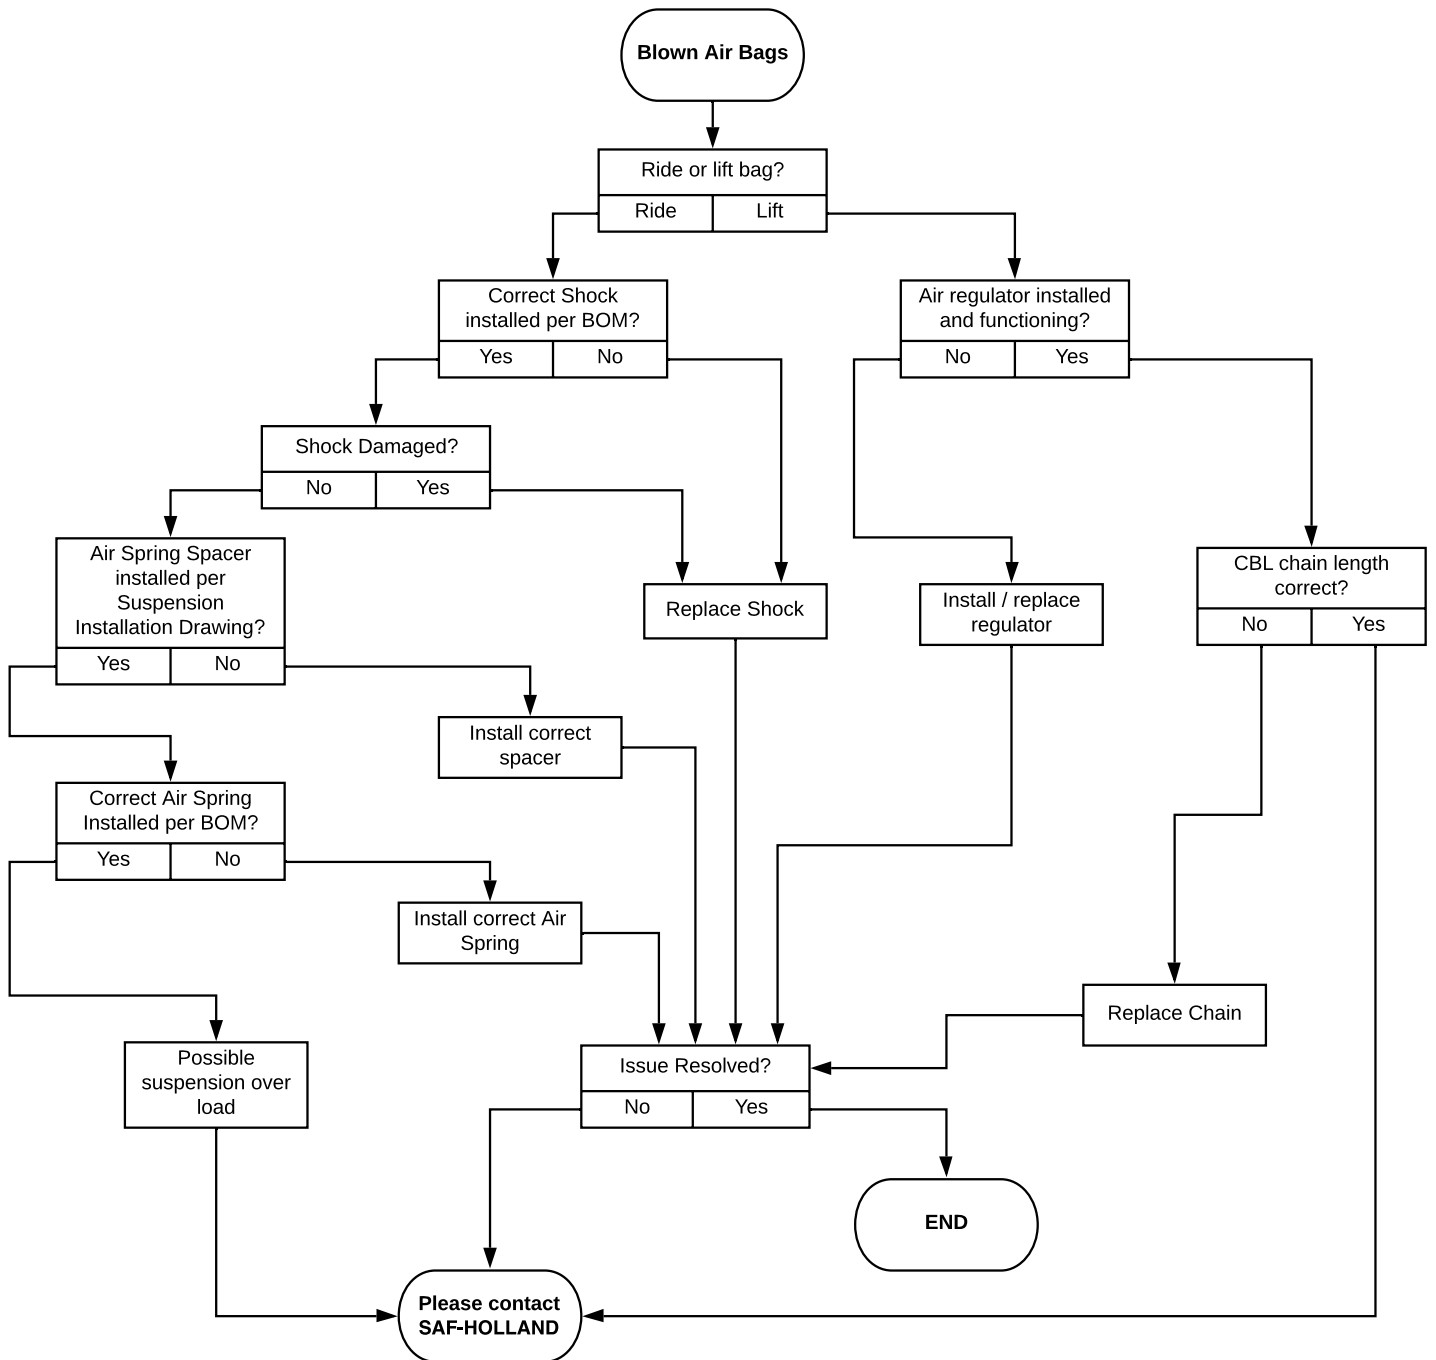 Blown Air Bags
Ride or lift bag?
Ride
Lift
Correct Shock
installed per BOM?
Yes
No
Air regulator installed
and functioning?
No
Yes
Shock Damaged?
No
Yes
Air Spring Spacer
installed per
Suspension
Installation Drawing?
Yes
No
Replace Shock
Install / replace
regulator
CBL chain length
correct?
No
Yes
Install correct
spacer
Correct Air Spring
Installed per BOM?
Yes
No
Install correct Air
Spring
Replace Chain
Possible
suspension over
load
Issue Resolved?
No
Yes
END
Please contact
SAF-HOLLAND